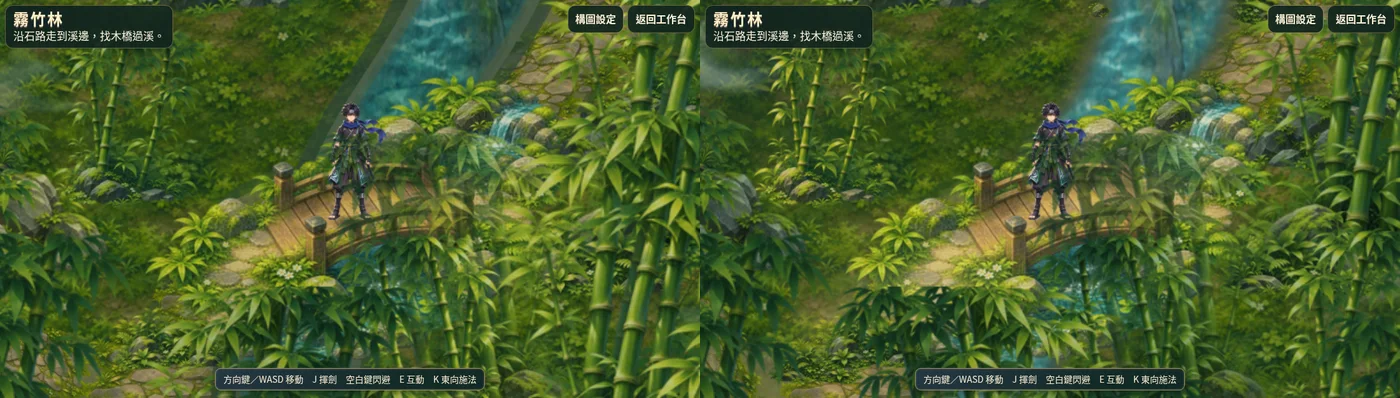 霧竹林
沿石路走到溪邊，找木橋過溪。
構圖設定
返回工作台
方向鍵／WASD 移動 J 揮劍 空白鍵閃避 E 互動 K 東向施法
霧竹林
沿石路走到溪邊，找木橋過溪。
構圖設定
返回工作台
方向鍵／WASD 移動 J 揮劍 空白鍵閃避 E 互動 K 東向施法